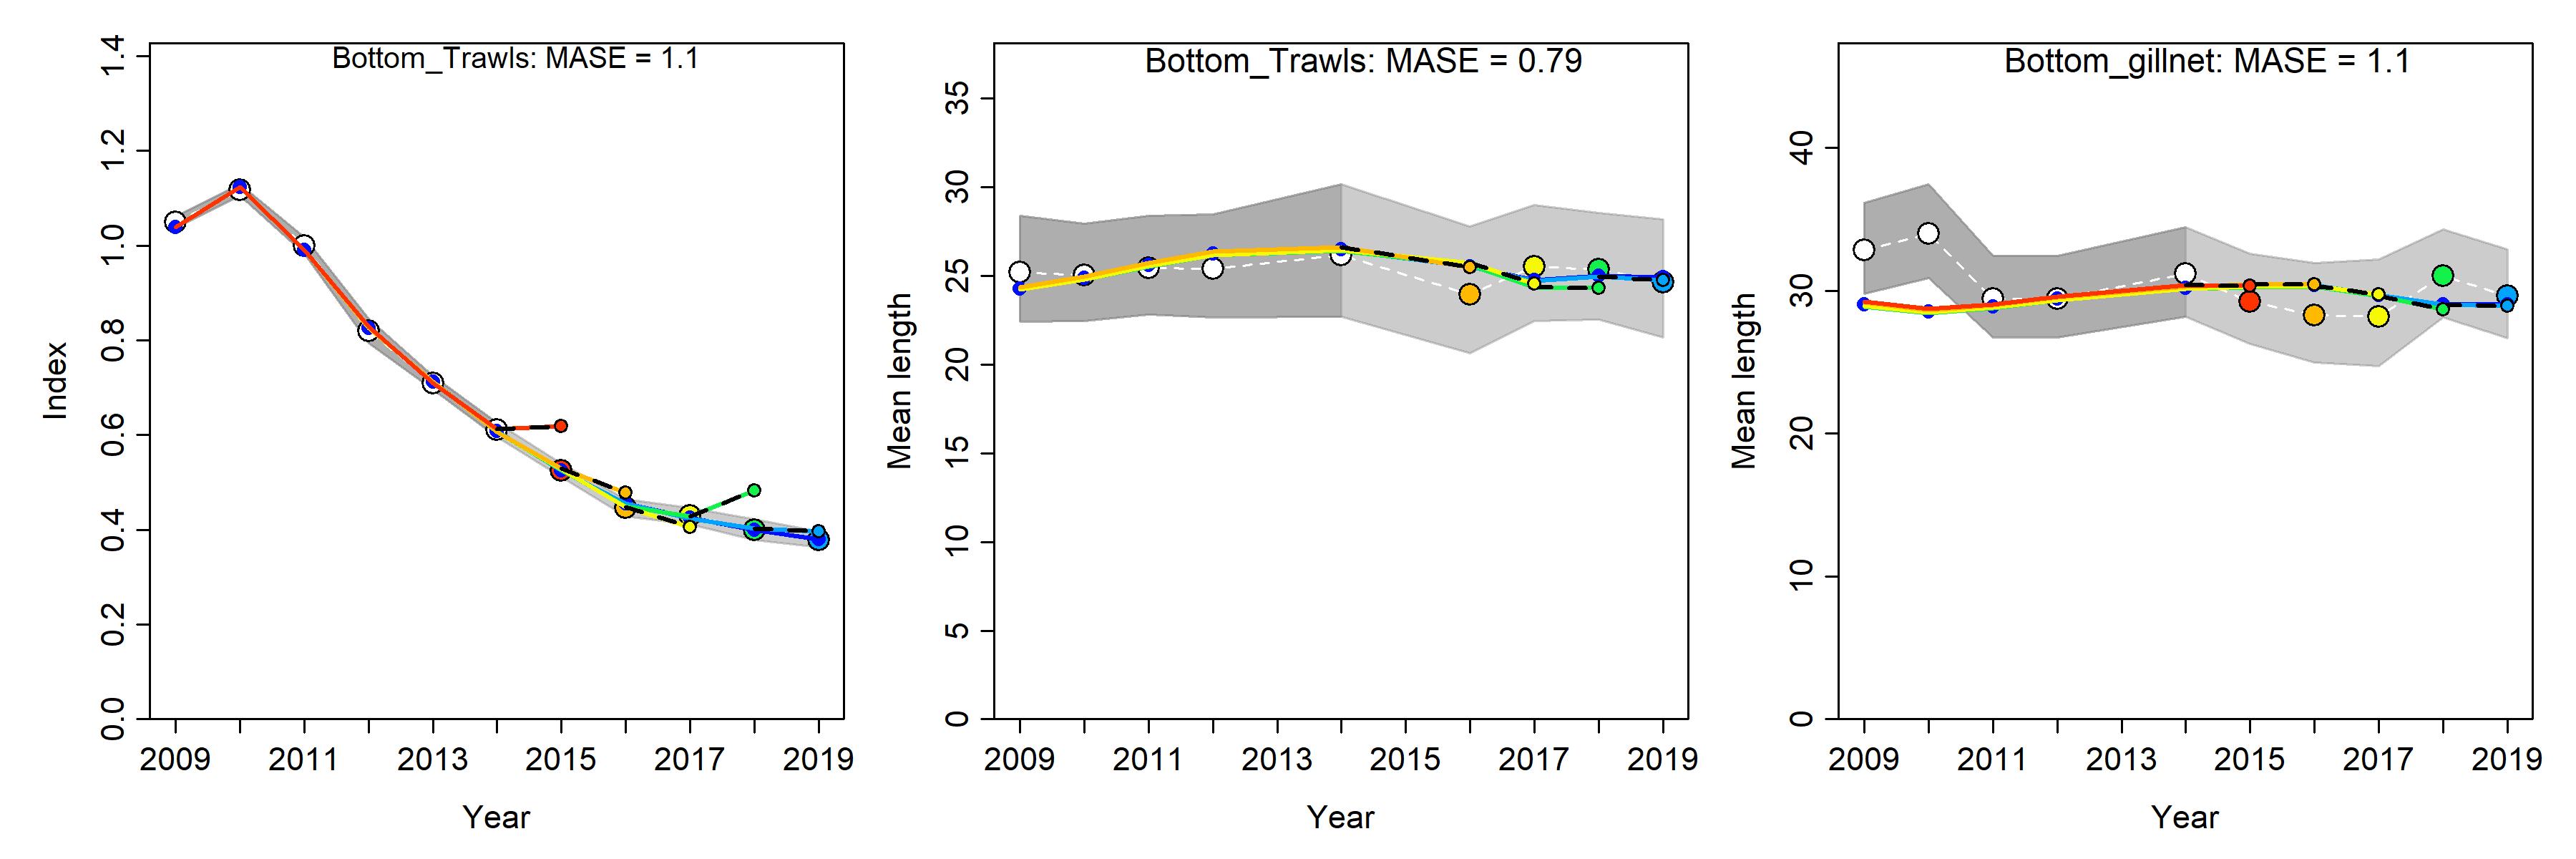 Bottom_Trawls: MASE = 1.1
Index
0.0 0.2 0.4 0.6 0.8 1.0 1.2 1.4
2009 2011 2013 2015 2017 2019
Year
Bottom_Trawls: MASE = 0.79
Mean length
0 5 10 15 20 25 30 35
2009 2011 2013 2015 2017 2019
Year
Bottom_gillnet: MASE = 1.1
Mean length
0 10 20 30 40
2009 2011 2013 2015 2017 2019
Year